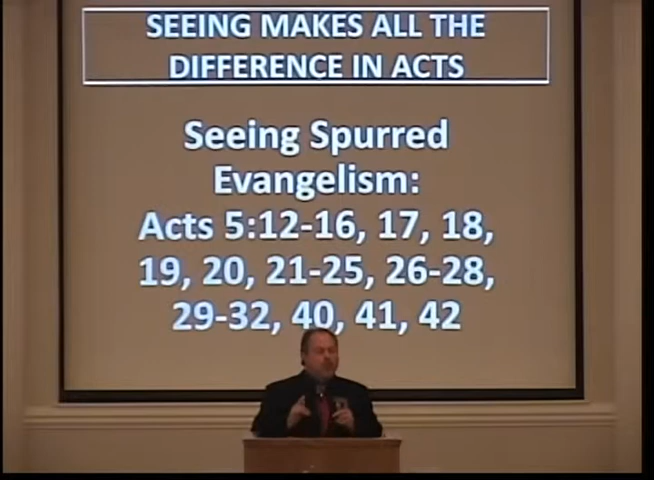 SEEING MAKES ALL THE
DIFFERENCE IN ACTS
Seeing Spurred
Evangelism:
Acts 5:12-16, 17, 18,
19, 20, 21-25, 26-28,
29-32, 40, 41, 42